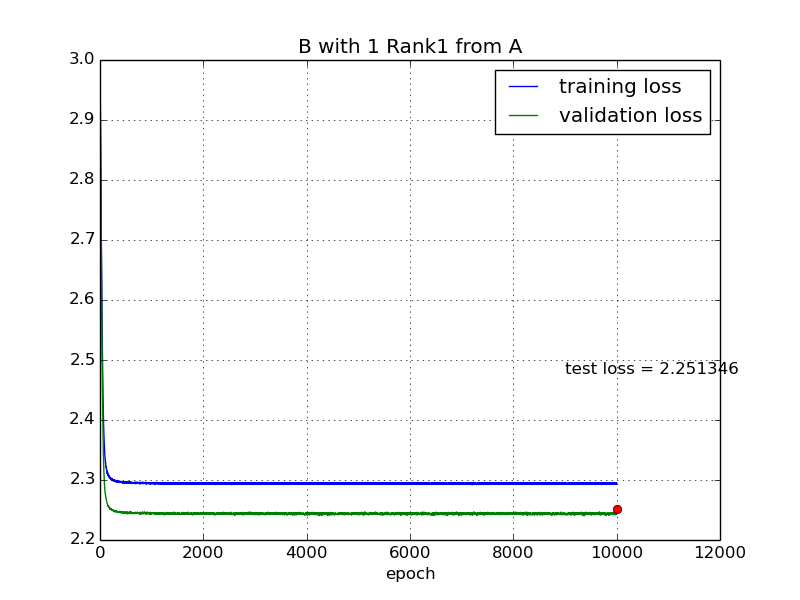 B with 1 Rank1 from A
3.0
2.9
2.8
2.7
2.6
2.5
2.4
2.3
2.2
training loss
validation loss
test loss = 2.251346
0 2000 4000 6000 8000 10000 12000
epoch